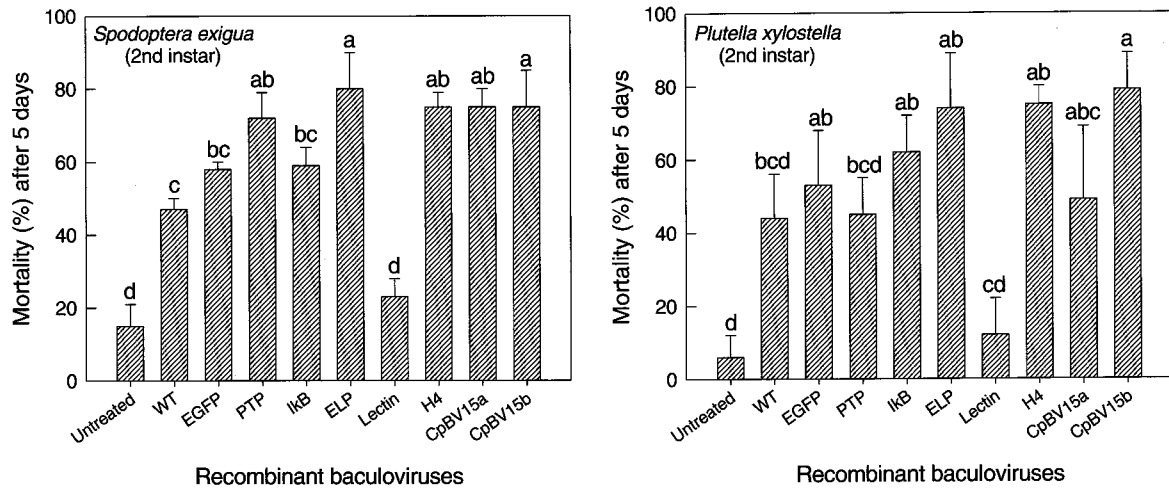 Mortality (%) after 5 days
100
80
60
40
20
0
Spodoptera exigua
(2nd instar)
d
c
bc
ab
bc
a
d
ab
ab
a
Untreated
WT
EGFP
PTP
IkB
ELP
Lectin
H4
CpBV15a
CpBV15b
Recombinant baculoviruses
Mortality (%) after 5 days
100
80
60
40
20
0
Plutella xylostella
(2nd instar)
d
bcd
ab
bcd
ab
ab
cd
ab
abc
a
Untreated
WT
EGFP
PTP
IkB
ELP
Lectin
H4
CpBV15a
CpBV15b
Recombinant baculoviruses